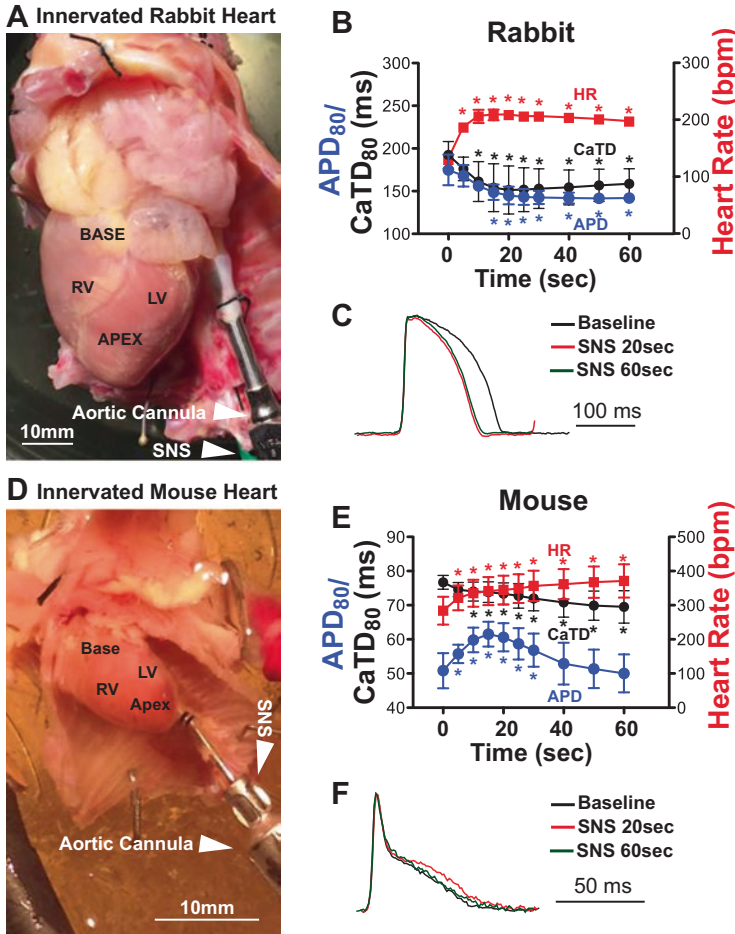 A Innervated Rabbit Heart
BASE
RV
LV
APEX
Aortic Cannula
10mm
SNS
B
Rabbit
APD80/
CaTD80 (ms)
300
250
200
150
100
HR
*********
CaTD
*******
*******
APD
0 20 40 60
Time (sec)
300
200
100
0
Heart Rate (bpm)
C
Baseline
SNS 20sec
SNS 60sec
100 ms
D Innervated Mouse Heart
Base
LV
RV
Apex
SNS
Aortic Cannula
10mm
E
Mouse
APD80/
CaTD80 (ms)
90
80
70
60
50
40
HR
*********
CaTD
********
******
APD
0 20 40 60
Time (sec)
500
400
300
200
100
0
Heart Rate (bpm)
F
Baseline
SNS 20sec
SNS 60sec
50 ms